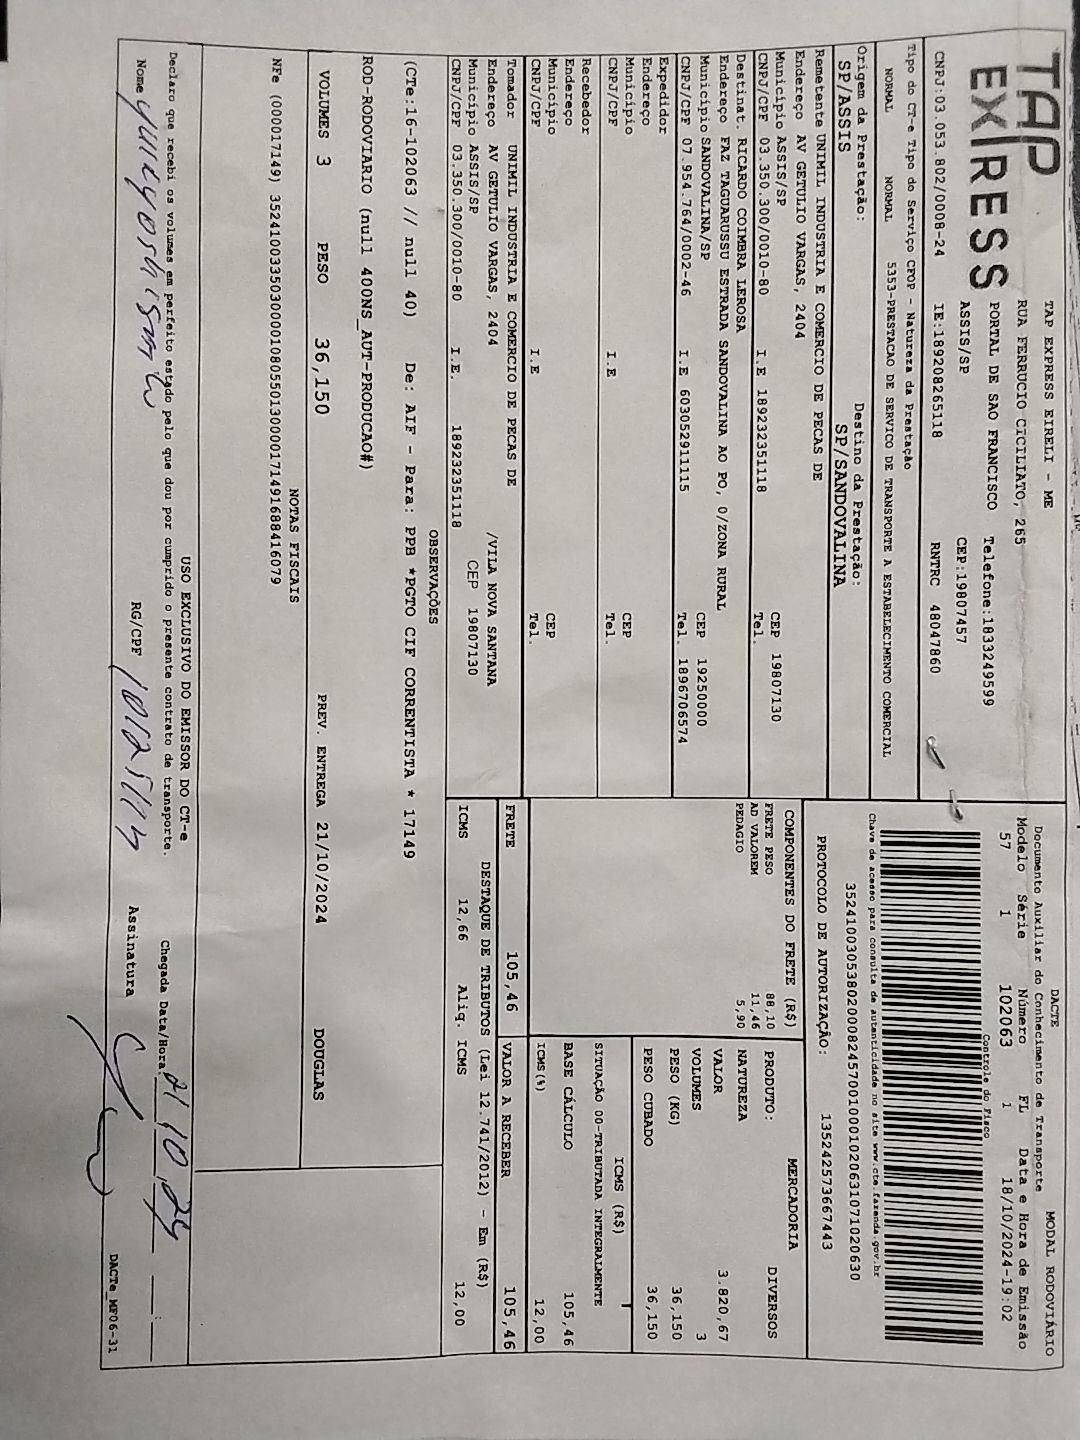 TAP
EX/RESS
TAP EXPRESS EIRELI - ME
RUA FERRUCIO CICILIATO, 265
PORTAL DE SAO FRANCISCO Telefone:1833249599
ASSIS/SP CEP:19807457
CNPJ:03.053.802/0008-24 IE:189208265118 RNTRC 48047860
DACTE MODAL RODOVIÁRIO
Documento Auxiliar do Conhecimento de Transporte
Modelo Série Número FL Data e Hora de Emissão
57 1 102063 1 18/10/2024-19:02
Controle do Fisco
Chave de acesso para consulta de autenticidade no site www.cte.fazenda.gov.br
35241003053802000824570010001020631071020630
PROTOCOLO DE AUTORIZAÇÃO: 135242573667443
Tipo do CT-e Tipo do Serviço CFOP - Natureza da Prestação
NORMAL NORMAL 5353-PRESTACAO DE SERVICO DE TRANSPORTE A ESTABELECIMENTO COMERCIAL
Origem da Prestação: Destino da Prestação:
SP/ASSIS SP/SANDOVALINA
Remetente UNIMIL INDUSTRIA E COMERCIO DE PECAS DE
Endereço AV GETULIO VARGAS, 2404
Município ASSIS/SP CEP 19807130
CNPJ/CPF 03.350.300/0010-80 I.E 189232351118 Tel.
Destinat. RICARDO COIMBRA LEROSA
Endereço FAZ TAGUARUSSU ESTRADA SANDOVALINA AO PO, 0/ZONA RURAL
Município SANDOVALINA/SP CEP 19250000
CNPJ/CPF 07.954.764/0002-46 I.E 603052911115 Tel. 1896706574
Expedidor
Endereço
Município CEP
CNPJ/CPF I.E Tel.
Recebedor
Endereço
Município CEP
CNPJ/CPF I.E Tel.
Tomador UNIMIL INDUSTRIA E COMERCIO DE PECAS DE
Endereço AV GETULIO VARGAS, 2404 /VILA NOVA SANTANA
Município ASSIS/SP CEP 19807130
CNPJ/CPF 03.350.300/0010-80 I.E. 189232351118
COMPONENTES DO FRETE (R$)
FRETE PESO 88,10
AD VALOREM 11,46
PEDAGIO 5,90
MERCADORIA
PRODUTO: DIVERSOS
NATUREZA
VALOR 3.820,67
VOLUMES 3
PESO (KG) 36,150
PESO CUBADO 36,150
ICMS (R$)
SITUAÇÃO 00-TRIBUTADA INTEGRALMENTE
BASE CÁLCULO 105,46
ICMS(%) 12,00
FRETE 105,46 VALOR A RECEBER 105,46
DESTAQUE DE TRIBUTOS (Lei 12.741/2012) - Em (R$)
ICMS 12,66 Aliq. ICMS 12,00
OBSERVAÇÕES
(CTe:16-102063 // null 40) De: AIF - Para: PPB *PGTO CIF CORRENTISTA * 17149
ROD-RODOVIARIO (null 400NS_AUT-PRODUCAO#)
VOLUMES 3 PESO 36,150 PREV. ENTREGA 21/10/2024 DOUGLAS
NOTAS FISCAIS
NFe (000017149) 35241003350300001080550130000171491688416079
USO EXCLUSIVO DO EMISSOR DO CT-e
Declaro que recebi os volumes em perfeito estado pelo que dou por cumprido o presente contrato de transporte.
Chegada Data/Hora: 21/10/24 __:__
Nome RG/CPF Assinatura
DACTe_MF06-31